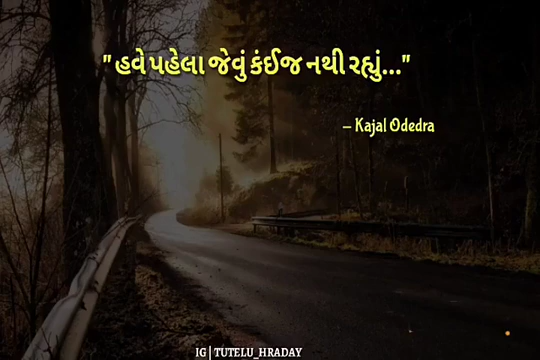 " હવે પહેલા જેવું કંઈજ નથી રહ્યું..."
– Kajal Odedra
IG | TUTELU_HRADAY